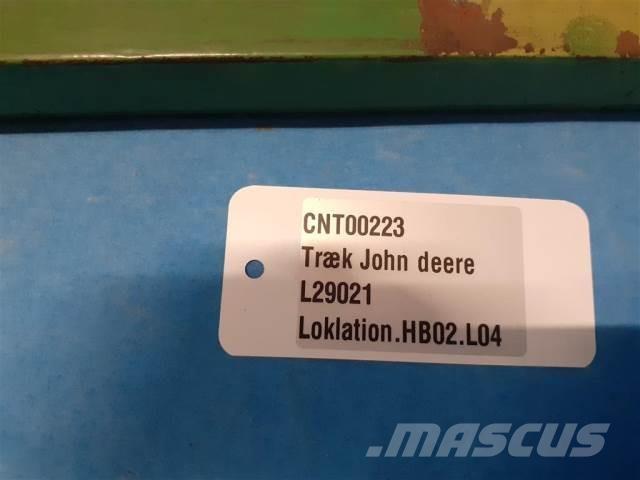 CNT00223
Træk John deere
L29021
Loklation.HB02.L04
MASCUS